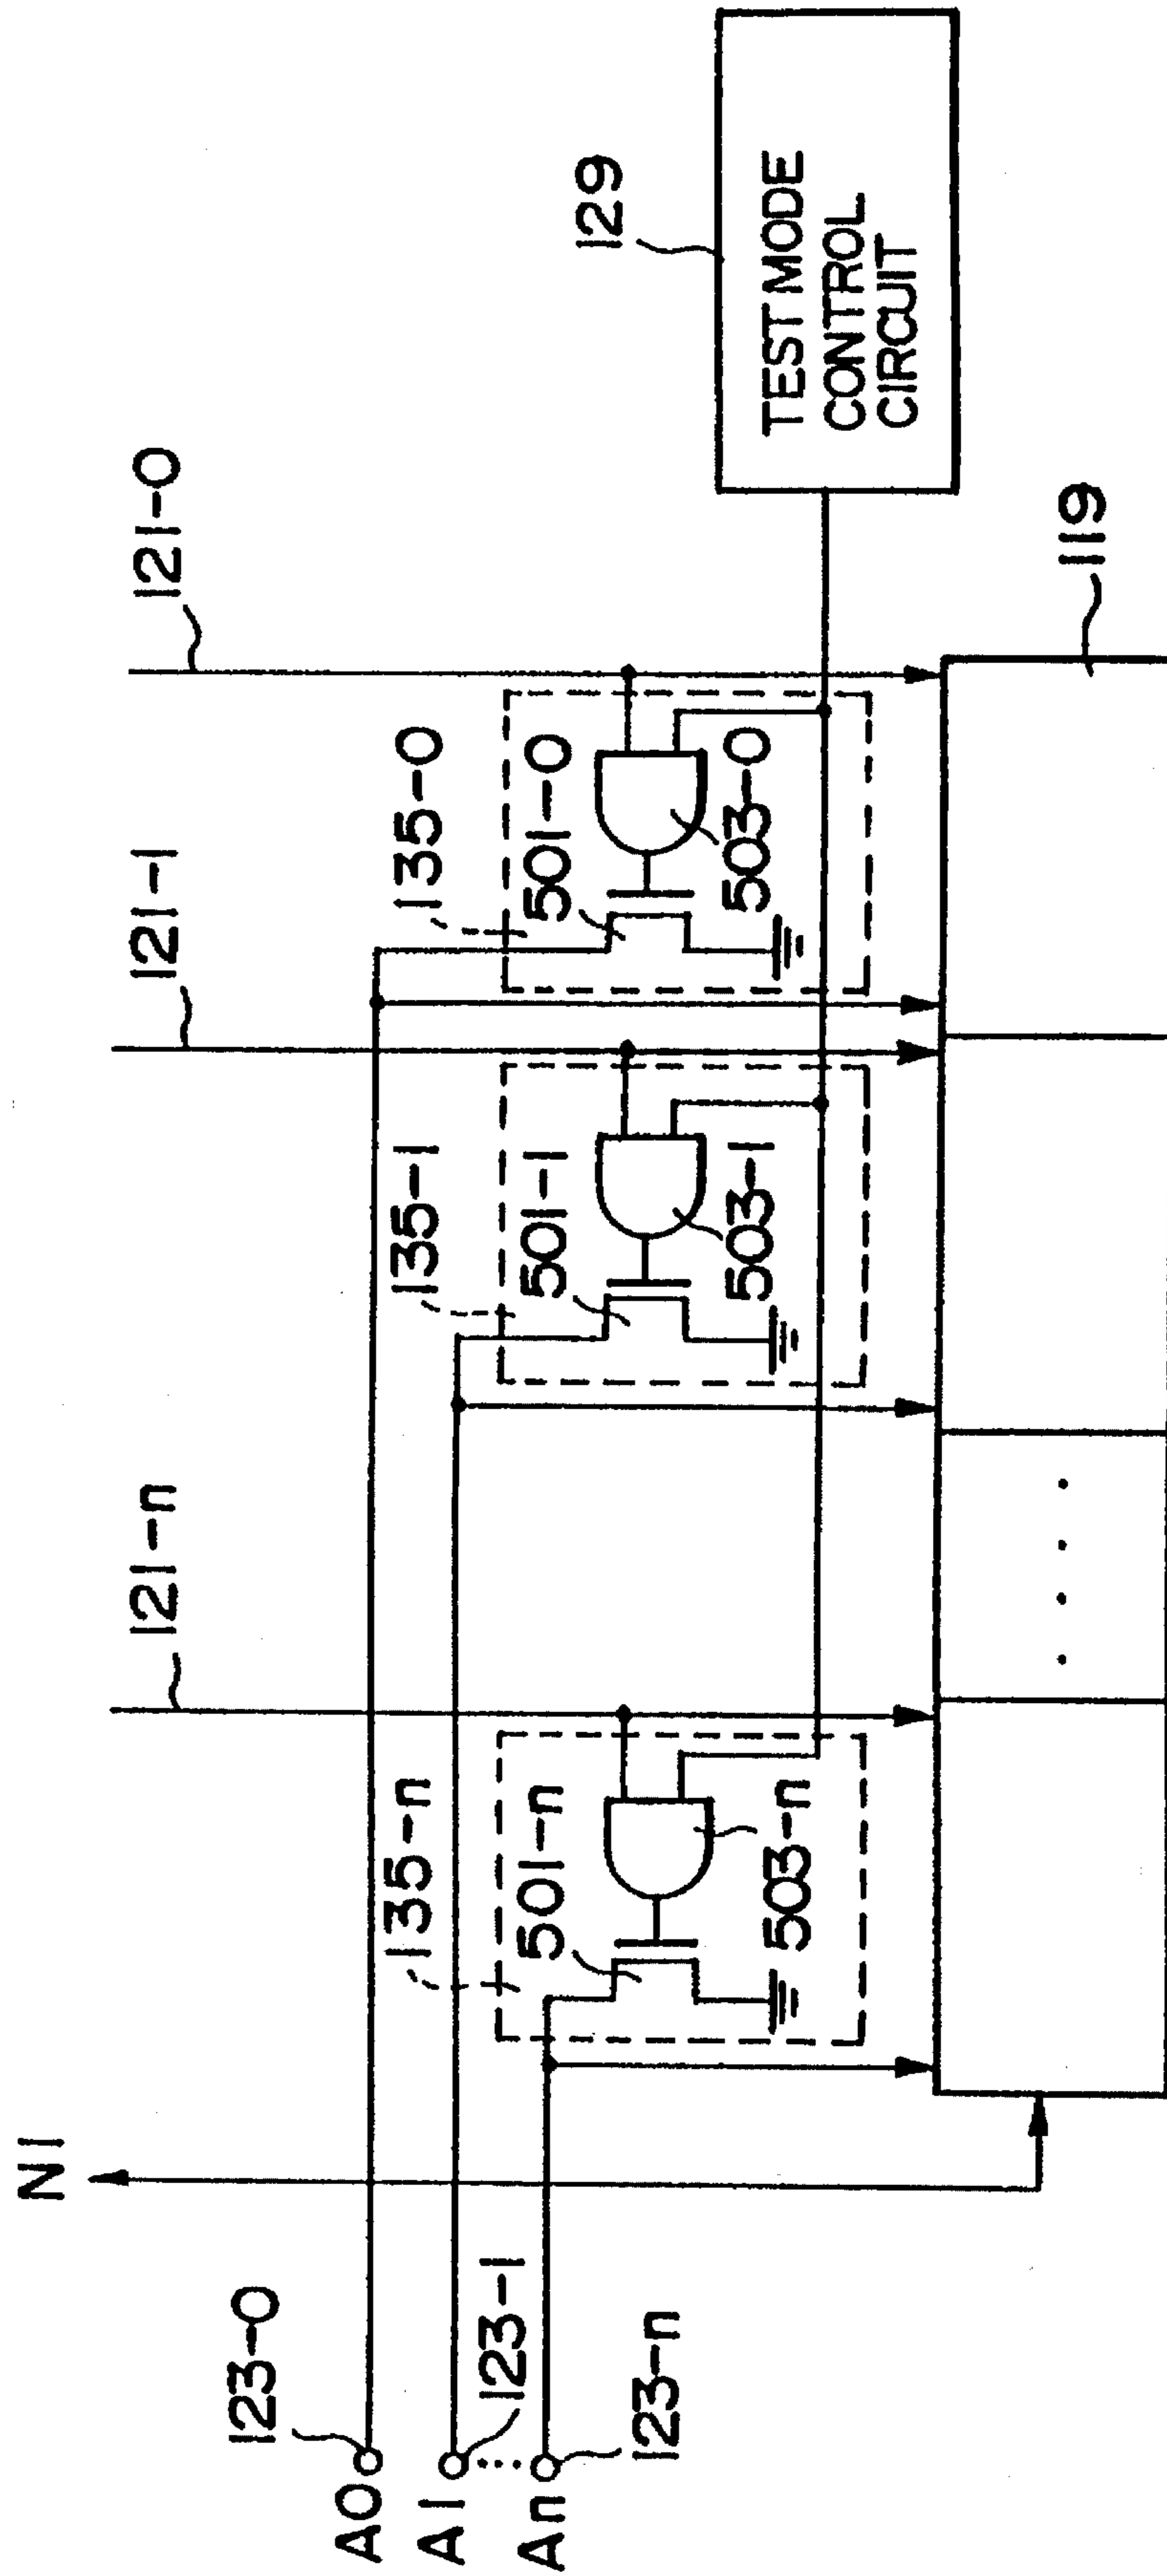 N1
121-n
121-1
121-0
123-0
A0
A1
123-1
An
123-n
135-n
501-n
503-n
135-1
501-1
503-1
135-0
501-0
503-0
129
TEST MODE
CONTROL
CIRCUIT
119